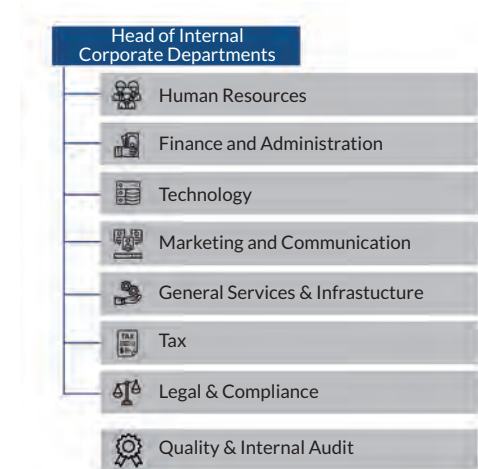 Head of Internal
Corporate Departments
Human Resources
Finance and Administration
Technology
Marketing and Communication
General Services & Infrastucture
TAX
Tax
Legal & Compliance
Quality & Internal Audit